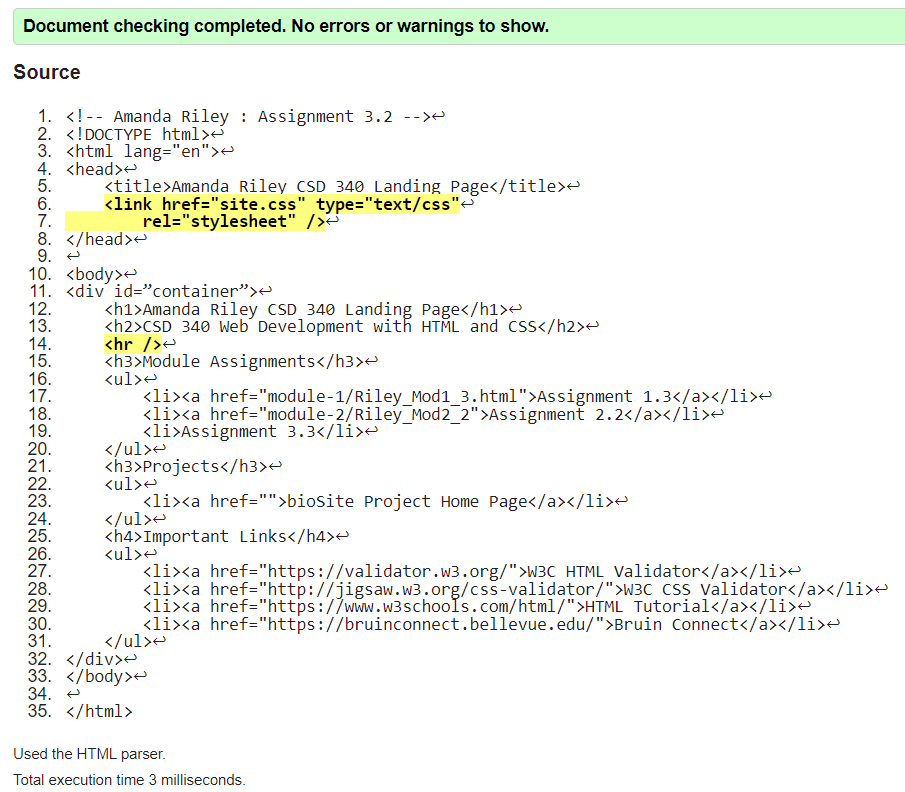 Document checking completed. No errors or warnings to show.
Source
1. <!-- Amanda Riley : Assignment 3.2 -->↩
2. <!DOCTYPE html>↩
3. <html lang="en">↩
4. <head>↩
5.     <title>Amanda Riley CSD 340 Landing Page</title>↩
6.     <link href="site.css" type="text/css"↩
7.         rel="stylesheet" />↩
8. </head>↩
9. ↩
10. <body>↩
11. <div id=”container”>↩
12.     <h1>Amanda Riley CSD 340 Landing Page</h1>↩
13.     <h2>CSD 340 Web Development with HTML and CSS</h2>↩
14.     <hr />↩
15.     <h3>Module Assignments</h3>↩
16.     <ul>↩
17.         <li><a href="module-1/Riley_Mod1_3.html">Assignment 1.3</a></li>↩
18.         <li><a href="module-2/Riley_Mod2_2">Assignment 2.2</a></li>↩
19.         <li>Assignment 3.3</li>↩
20.     </ul>↩
21.     <h3>Projects</h3>↩
22.     <ul>↩
23.         <li><a href="">bioSite Project Home Page</a></li>↩
24.     </ul>↩
25.     <h4>Important Links</h4>↩
26.     <ul>↩
27.         <li><a href="https://validator.w3.org/">W3C HTML Validator</a></li>↩
28.         <li><a href="http://jigsaw.w3.org/css-validator/">W3C CSS Validator</a></li>↩
29.         <li><a href="https://www.w3schools.com/html/">HTML Tutorial</a></li>↩
30.         <li><a href="https://bruinconnect.bellevue.edu/">Bruin Connect</a></li>↩
31.     </ul>↩
32. </div>↩
33. </body>↩
34. ↩
35. </html>
Used the HTML parser.
Total execution time 3 milliseconds.